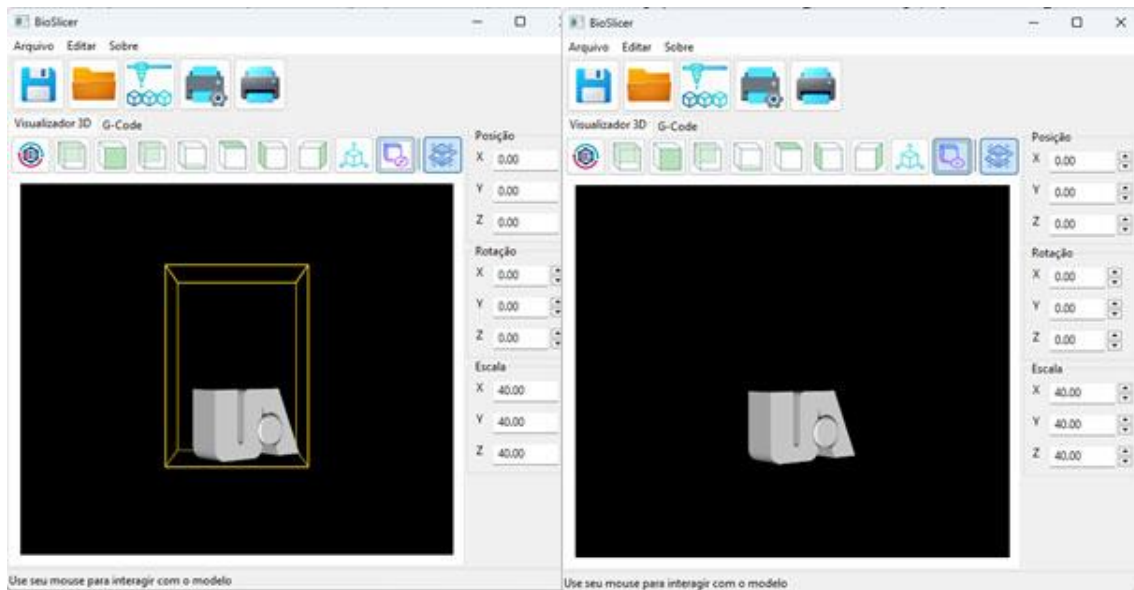 BioSlicer
Arquivo Editar Sobre
Visualizador 3D G-Code
Posição
X 0.00
Y 0.00
Z 0.00
Rotação
X 0.00
Y 0.00
Z 0.00
Escala
X 40.00
Y 40.00
Z 40.00
Use seu mouse para interagir com o modelo
BioSlicer
Arquivo Editar Sobre
Visualizador 3D G-Code
Posição
X 0.00
Y 0.00
Z 0.00
Rotação
X 0.00
Y 0.00
Z 0.00
Escala
X 40.00
Y 40.00
Z 40.00
Use seu mouse para interagir com o modelo